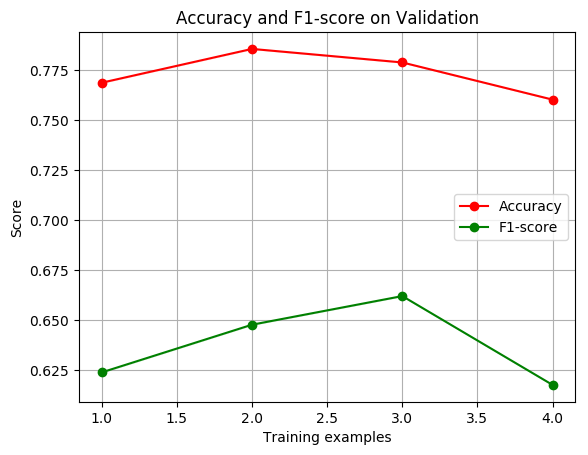 Accuracy and F1-score on Validation
Score
0.775
0.750
0.725
0.700
0.675
0.650
0.625
Accuracy
F1-score
1.0 1.5 2.0 2.5 3.0 3.5 4.0
Training examples